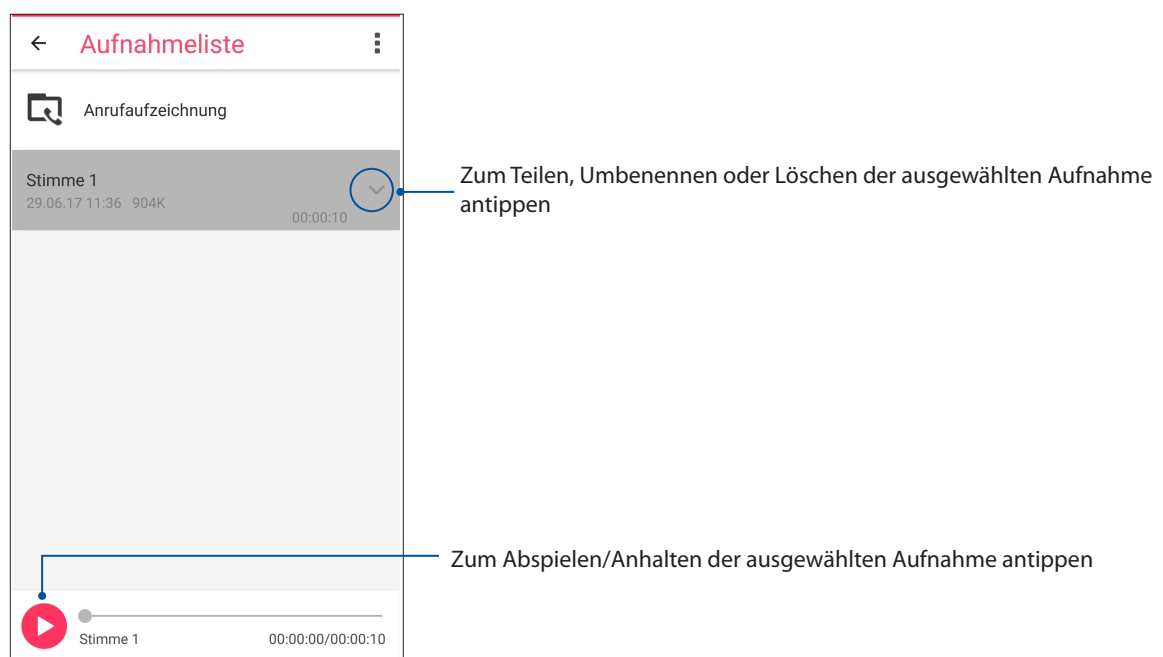 Aufnahmeliste
Anrufaufzeichnung
Stimme 1
29.06.17 11:36 904K
00:00:10
Zum Teilen, Umbenennen oder Löschen der ausgewählten Aufnahme
antippen
Zum Abspielen/Anhalten der ausgewählten Aufnahme antippen
Stimme 1 00:00:00/00:00:10